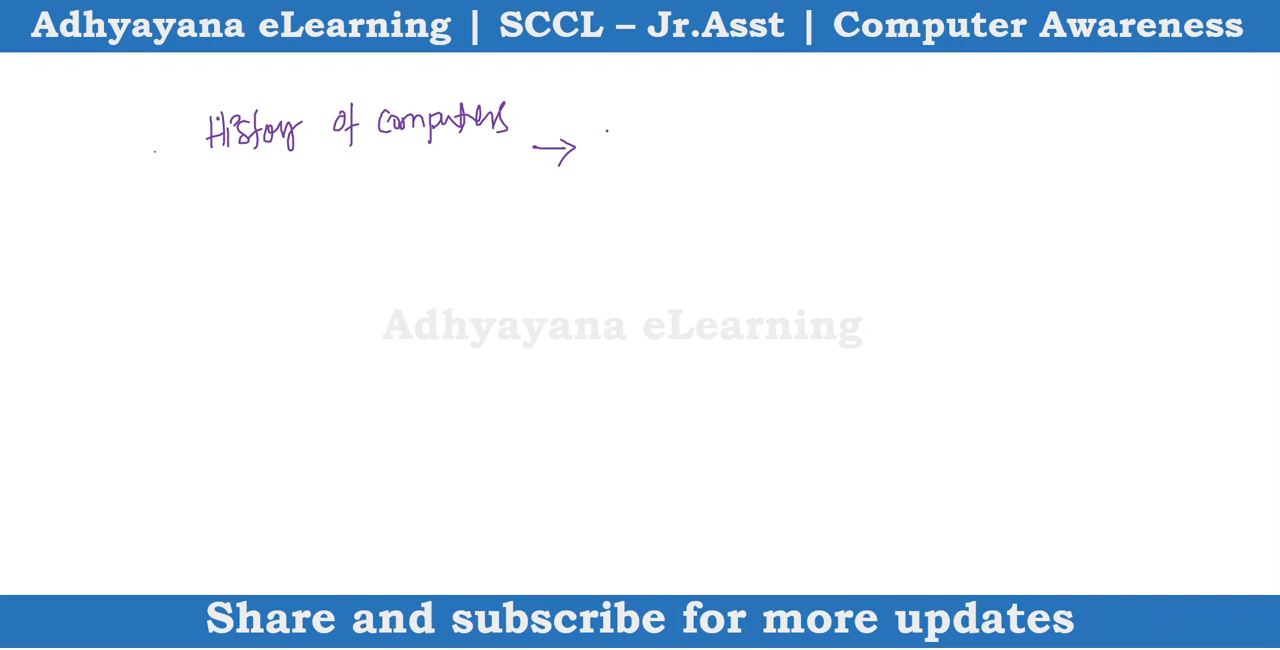 Adhyayana eLearning | SCCL – Jr.Asst | Computer Awareness
History of computers →
Adhyayana eLearning
Share and subscribe for more updates